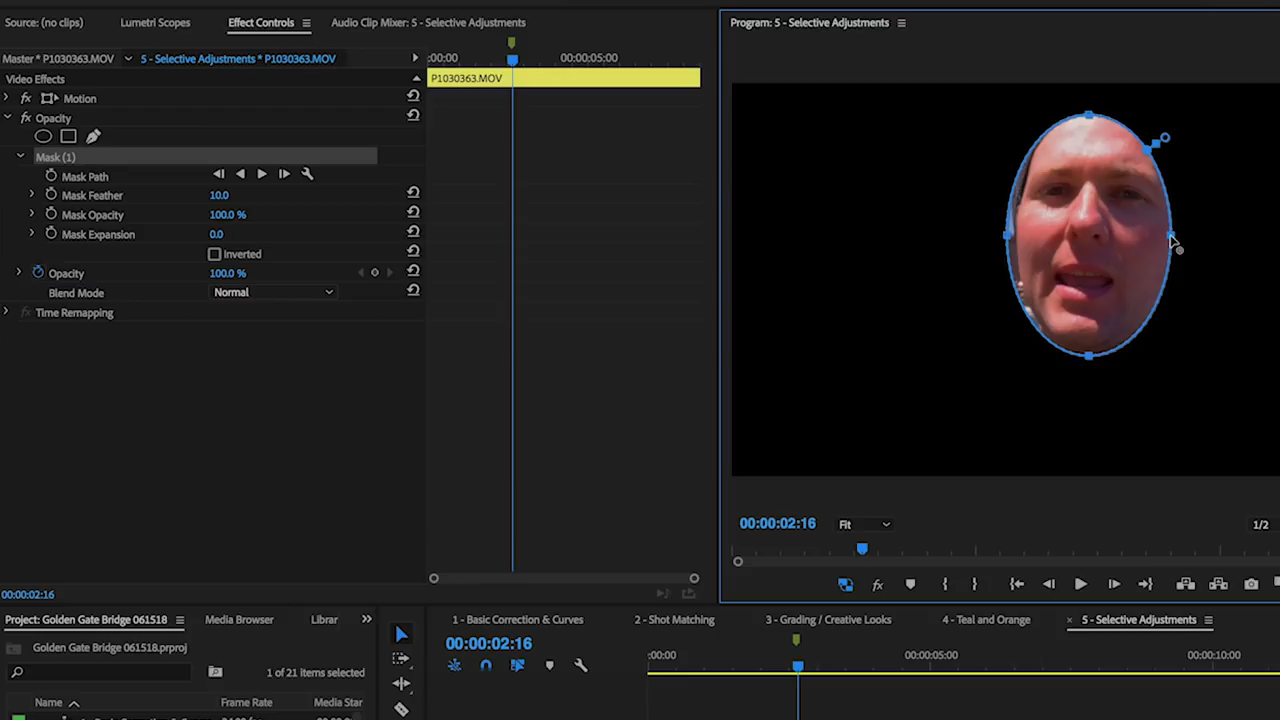 Source: (no clips)
Lumetri Scopes
Effect Controls
Audio Clip Mixer: 5 - Selective Adjustments
Program: 5 - Selective Adjustments
Master * P1030363.MOV
5 - Selective Adjustments * P1030363.MOV
:00:00
00:00:05:00
Video Effects
P1030363.MOV
fx Motion
fx Opacity
Mask (1)
Mask Path
Mask Feather
10.0
Mask Opacity
100.0 %
Mask Expansion
0.0
Inverted
Opacity
100.0 %
Blend Mode
Normal
fx Time Remapping
00:00:02:16
Fit
1/2
fx
00:00:02:16
Project: Golden Gate Bridge 061518
Media Browser
Librar
1 - Basic Correction & Curves
2 - Shot Matching
3 - Grading / Creative Looks
4 - Teal and Orange
× 5 - Selective Adjustments
Golden Gate Bridge 061518.prproj
00:00:02:16
:00:00
00:00:05:00
00:00:10:00
1 of 21 items selected
Name
Frame Rate
Media Star